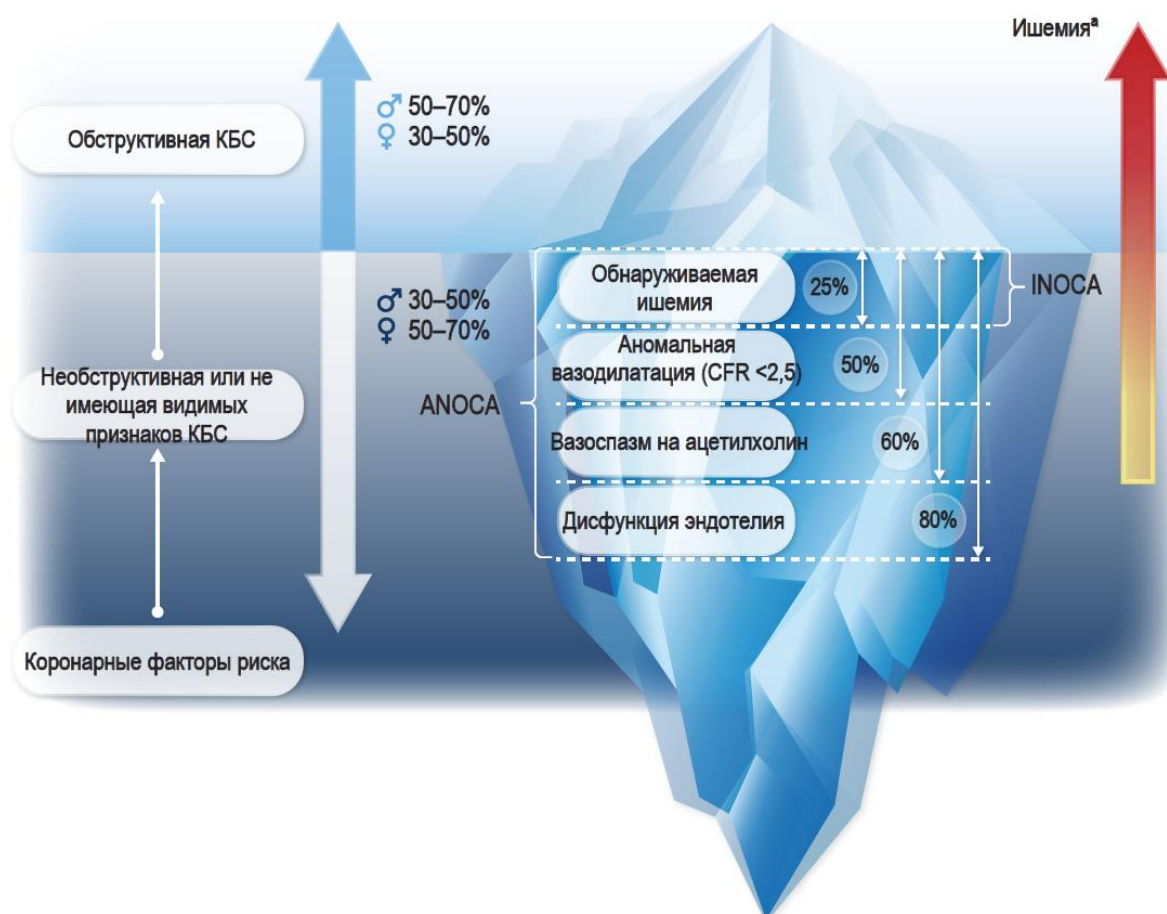 Ишемияª
♂ 50–70%
♀ 30–50%
Обструктивная КБС
Обнаруживаемая
ишемия
25%
INOCA
♂ 30–50%
♀ 50–70%
Аномальная
вазодилатация (CFR <2,5)
50%
Необструктивная или не
имеющая видимых
признаков КБС
ANOCA
Вазоспазм на ацетилхолин
60%
Дисфункция эндотелия
80%
Коронарные факторы риска